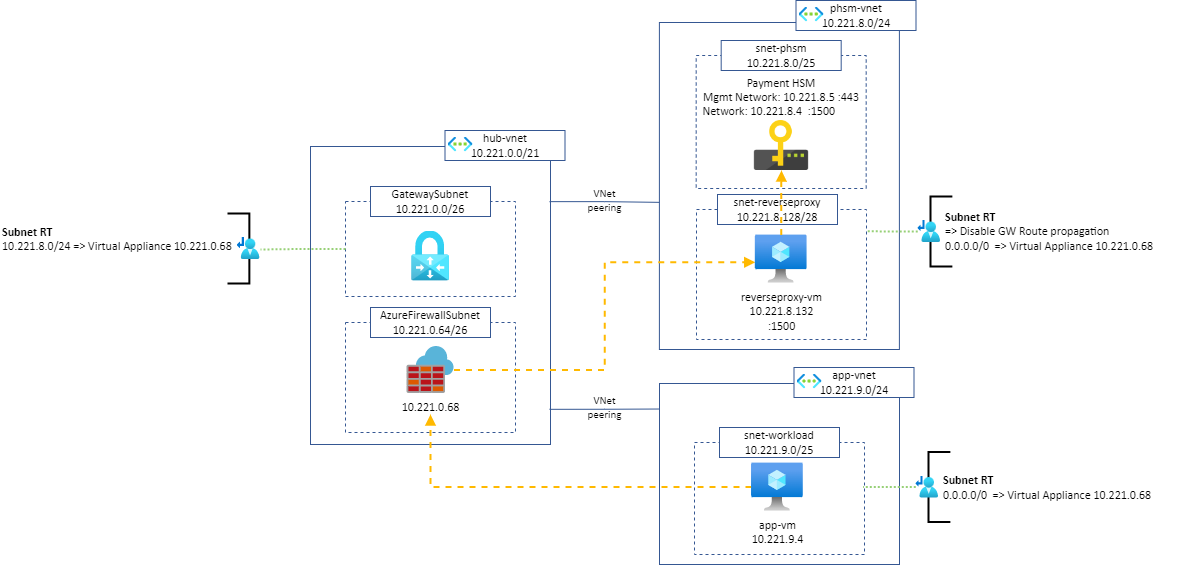 phsm-vnet
10.221.8.0/24
snet-phsm
10.221.8.0/25
Payment HSM
Mgmt Network: 10.221.8.5 :443
Network: 10.221.8.4 :1500
hub-vnet
10.221.0.0/21
GatewaySubnet
10.221.0.0/26
VNet
peering
snet-reverseproxy
10.221.8.128/28
Subnet RT
10.221.8.0/24 => Virtual Appliance 10.221.0.68
Subnet RT
=> Disable GW Route propagation
0.0.0.0/0 => Virtual Appliance 10.221.0.68
reverseproxy-vm
10.221.8.132
:1500
AzureFirewallSubnet
10.221.0.64/26
10.221.0.68
VNet
peering
app-vnet
10.221.9.0/24
snet-workload
10.221.9.0/25
app-vm
10.221.9.4
Subnet RT
0.0.0.0/0 => Virtual Appliance 10.221.0.68